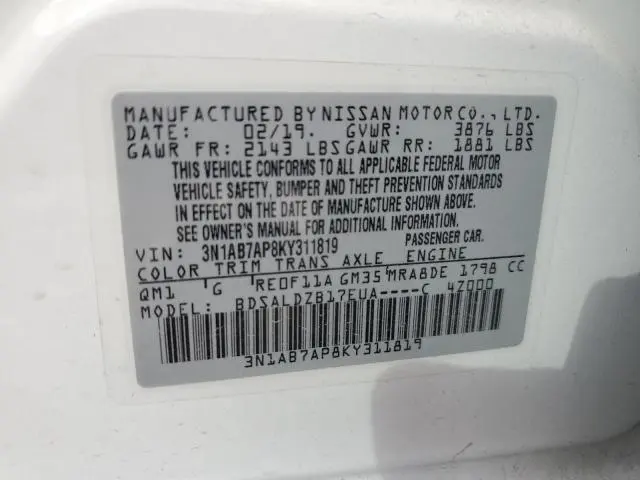 MANUFACTURED BY NISSAN MOTOR CO., LTD.
DATE: 02/19. GVWR: 3876 LBS
GAWR FR: 2143 LBS GAWR RR: 1881 LBS
THIS VEHICLE CONFORMS TO ALL APPLICABLE FEDERAL MOTOR
VEHICLE SAFETY, BUMPER AND THEFT PREVENTION STANDARDS
IN EFFECT ON THE DATE OF MANUFACTURE SHOWN ABOVE.
SEE OWNER'S MANUAL FOR ADDITIONAL INFORMATION
VIN: 3N1AB7AP8KY311819 PASSENGER CAR.
COLOR TRIM TRANS AXLE ENGINE
QM1 G RE0F11A GM35 MRA8DE 1798 CC
MODEL: BDSALDZB17EUA----C 4Z000
3N1AB7AP8KY311819